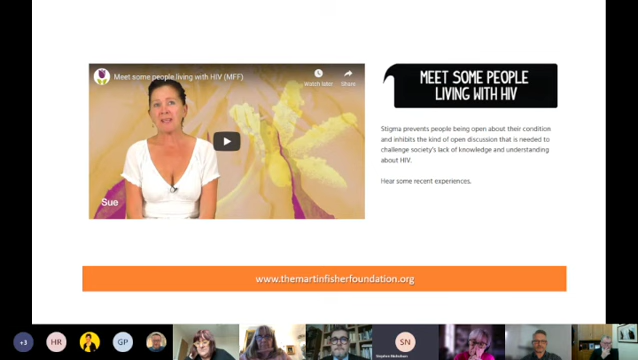 Meet some people living with HIV (MFF)
Watch later
Share
Sue
MEET SOME PEOPLE
LIVING WITH HIV
Stigma prevents people being open about their condition
and inhibits the kind of open discussion that is needed to
challenge society's lack of knowledge and understanding
about HIV.
Hear some recent experiences.
www.themartinfisherfoundation.org
+3
HR
GP
SN